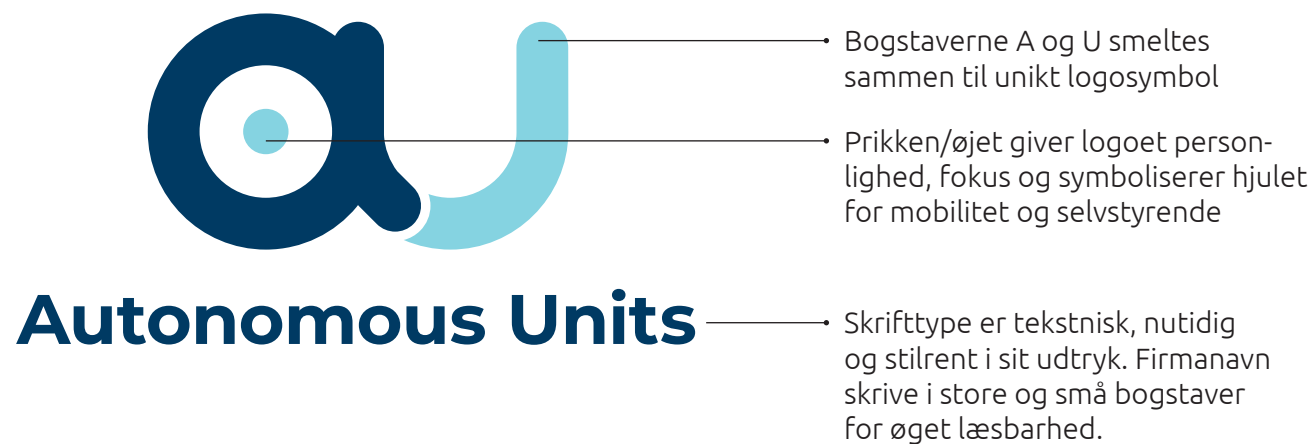 au
Bogstaverne A og U smeltes
sammen til unikt logosymbol
Prikken/øjet giver logoet person-
lighed, fokus og symboliserer hjulet
for mobilitet og selvstyrende
Autonomous Units
Skrifttype er tekstnisk, nutidig
og stilrent i sit udtryk. Firmanavn
skrive i store og små bogstaver
for øget læsbarhed.